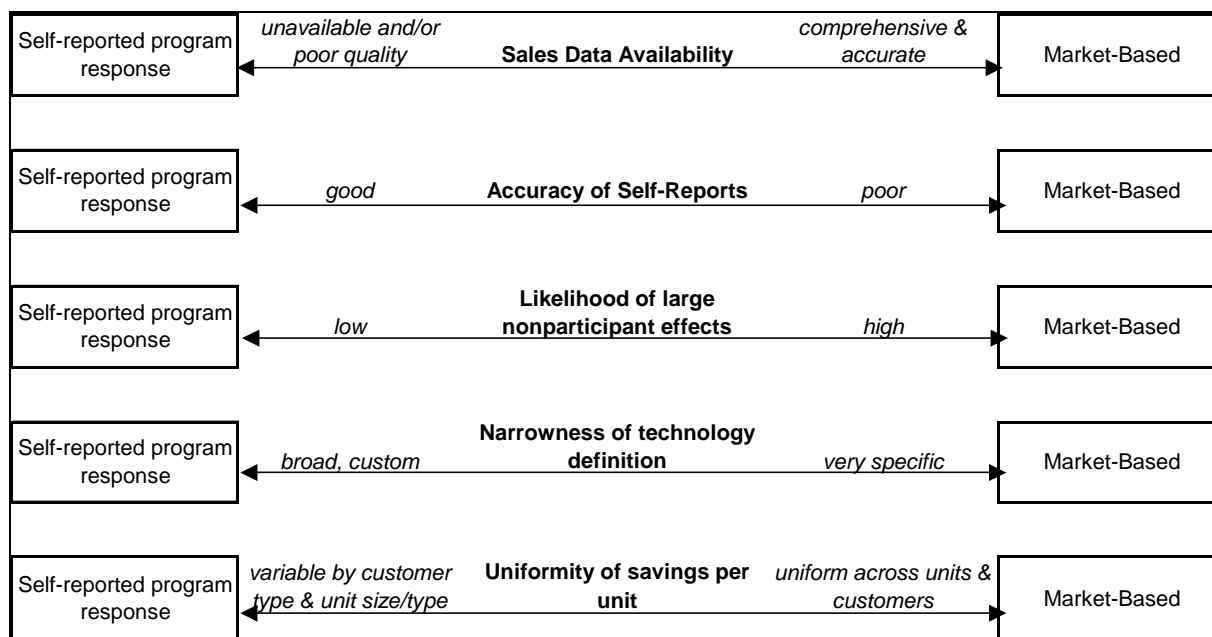 Self-reported program
response
unavailable and/or
poor quality
Sales Data Availability
comprehensive &
accurate
Market-Based
Self-reported program
response
good
Accuracy of Self-Reports
poor
Market-Based
Self-reported program
response
low
Likelihood of large
nonparticipant effects
high
Market-Based
Self-reported program
response
broad, custom
Narrowness of technology
definition
very specific
Market-Based
Self-reported program
response
variable by customer
type & unit size/type
Uniformity of savings per
unit
uniform across units &
customers
Market-Based